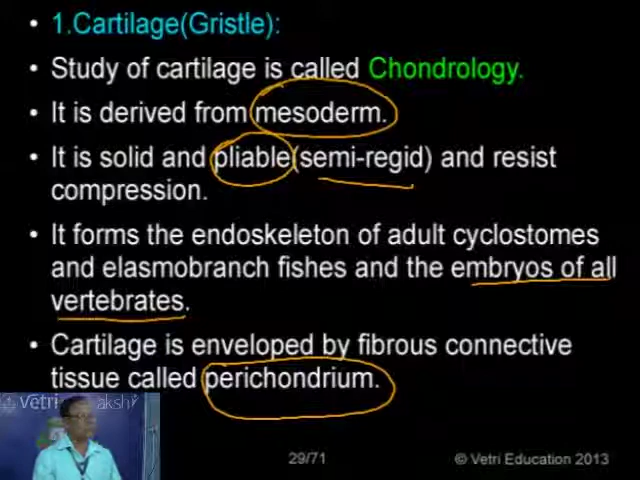 • 1.Cartilage(Gristle):
• Study of cartilage is called Chondrology.
• It is derived from mesoderm.
• It is solid and pliable(semi-regid) and resist
compression.
• It forms the endoskeleton of adult cyclostomes
and elasmobranch fishes and the embryos of all
vertebrates.
• Cartilage is enveloped by fibrous connective
tissue called perichondrium.
Vetri
29/71
© Vetri Education 2013